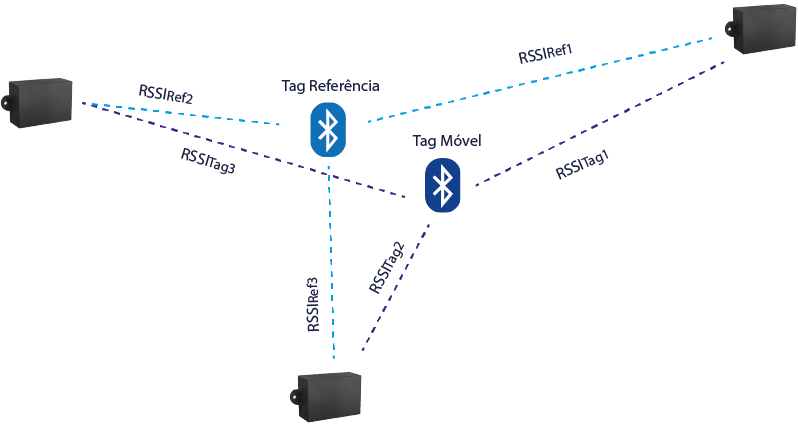 RSSIRef1
RSSIRef2
Tag Referência
Tag Móvel
RSSITag3
RSSITag1
RSSITag2
RSSIRef3